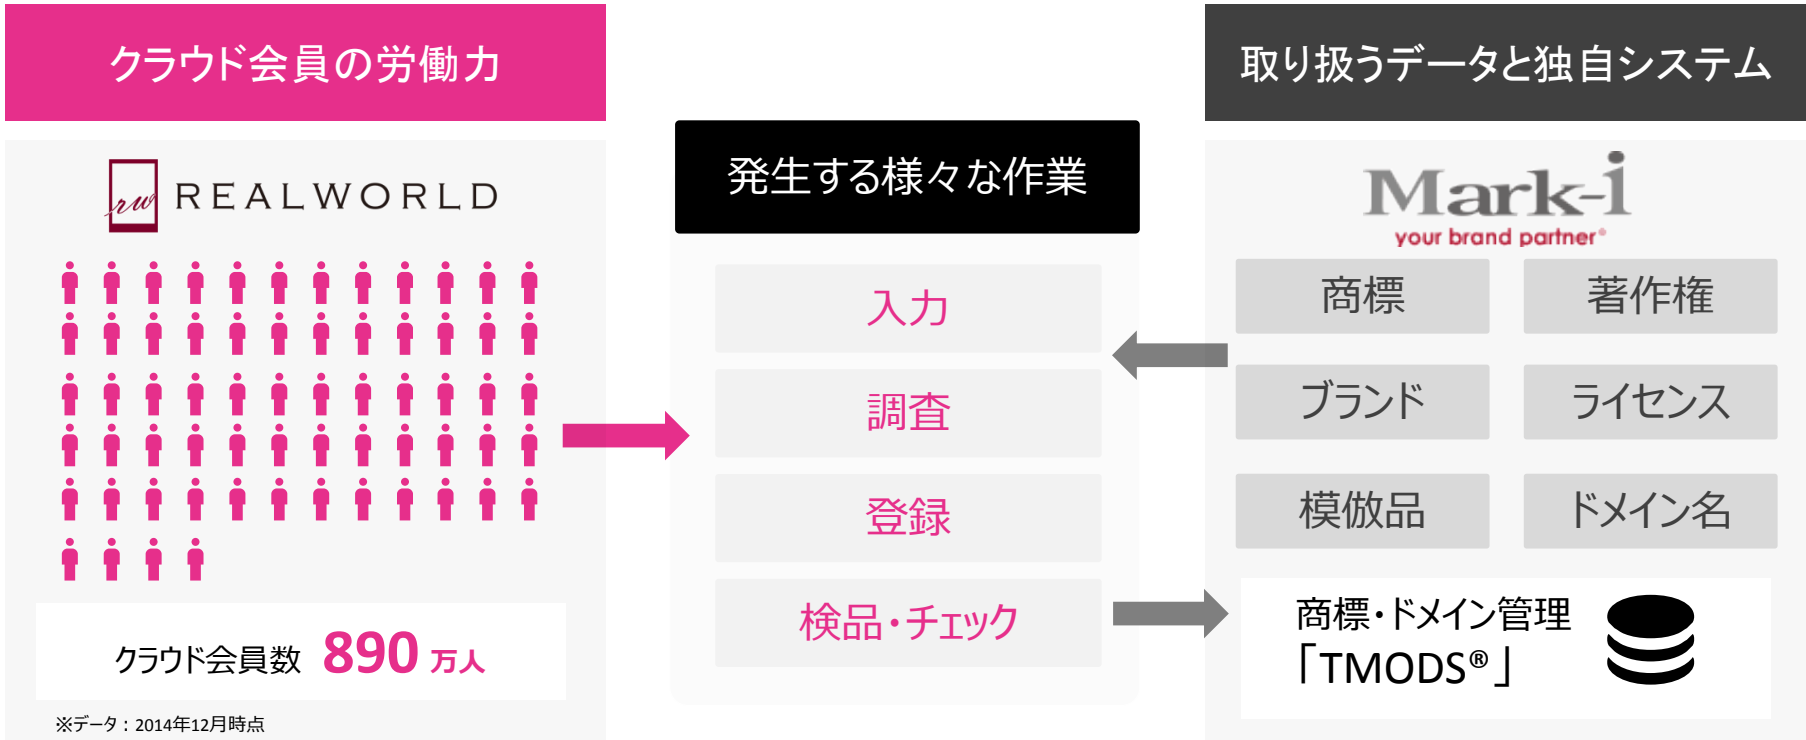 クラウド会員の労働力
rw REALWORLD
クラウド会員数 890 万人
※データ：2014年12月時点
発生する様々な作業
入力
調査
登録
検品・チェック
取り扱うデータと独自システム
Mark-i
your brand partner®
商標 著作権
ブランド ライセンス
模倣品 ドメイン名
商標・ドメイン管理
「TMODS®」